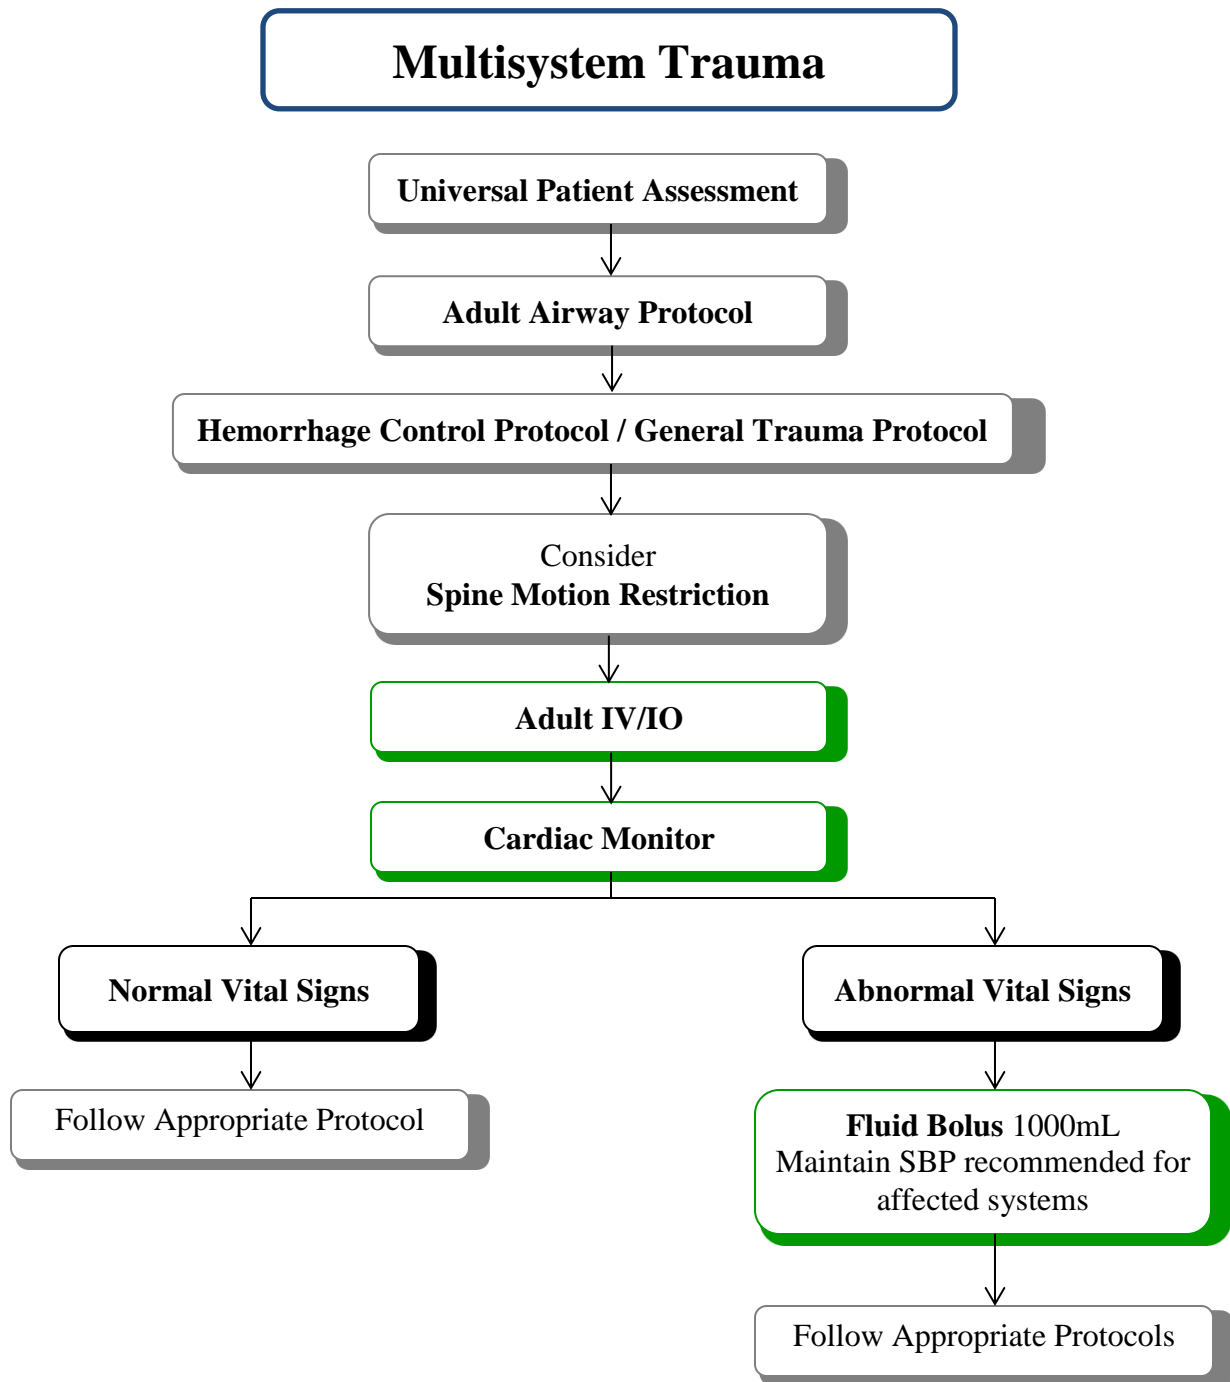 Multisystem Trauma
Universal Patient Assessment
Adult Airway Protocol
Hemorrhage Control Protocol / General Trauma Protocol
Consider
Spine Motion Restriction
Adult IV/IO
Cardiac Monitor
Normal Vital Signs
Abnormal Vital Signs
Follow Appropriate Protocol
Fluid Bolus 1000mL
Maintain SBP recommended for
affected systems
Follow Appropriate Protocols